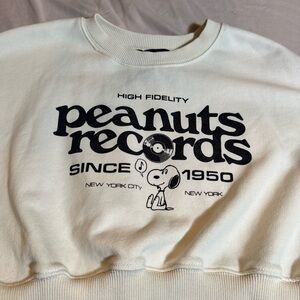 HIGH FIDELITY
peanuts
records
SINCE 1950
NEW YORK CITY NEW YORK